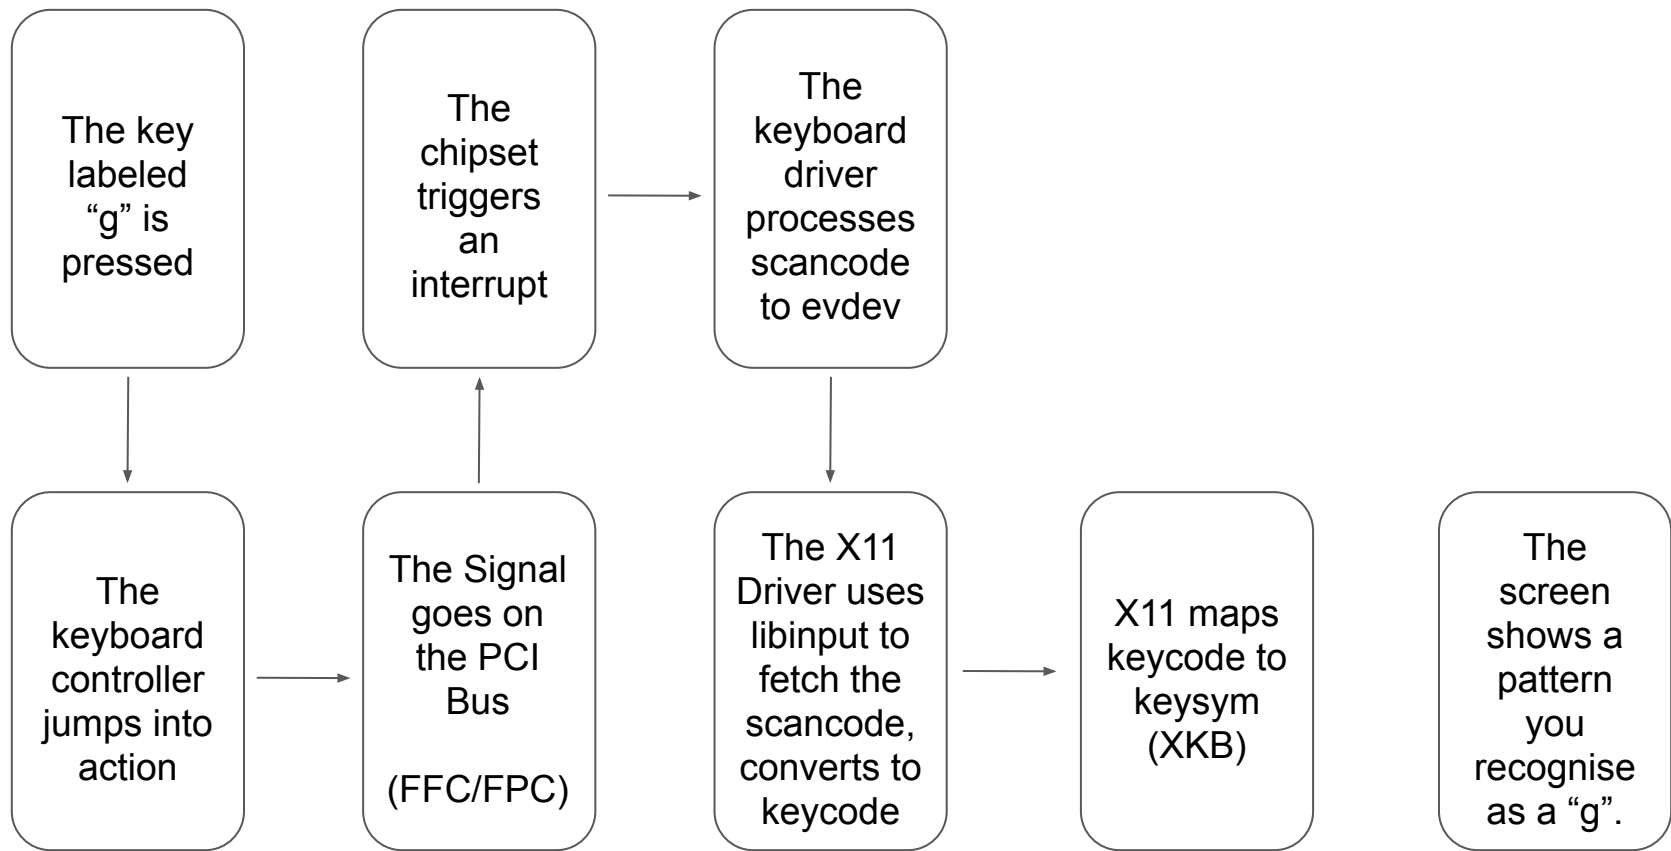 The key
labeled
“g” is
pressed
The
keyboard
controller
jumps into
action
The Signal
goes on
the PCI
Bus
(FFC/FPC)
The
chipset
triggers
an
interrupt
The
keyboard
driver
processes
scancode
to evdev
The X11
Driver uses
libinput to
fetch the
scancode,
converts to
keycode
X11 maps
keycode to
keysym
(XKB)
The
screen
shows a
pattern
you
recognise
as a “g”.